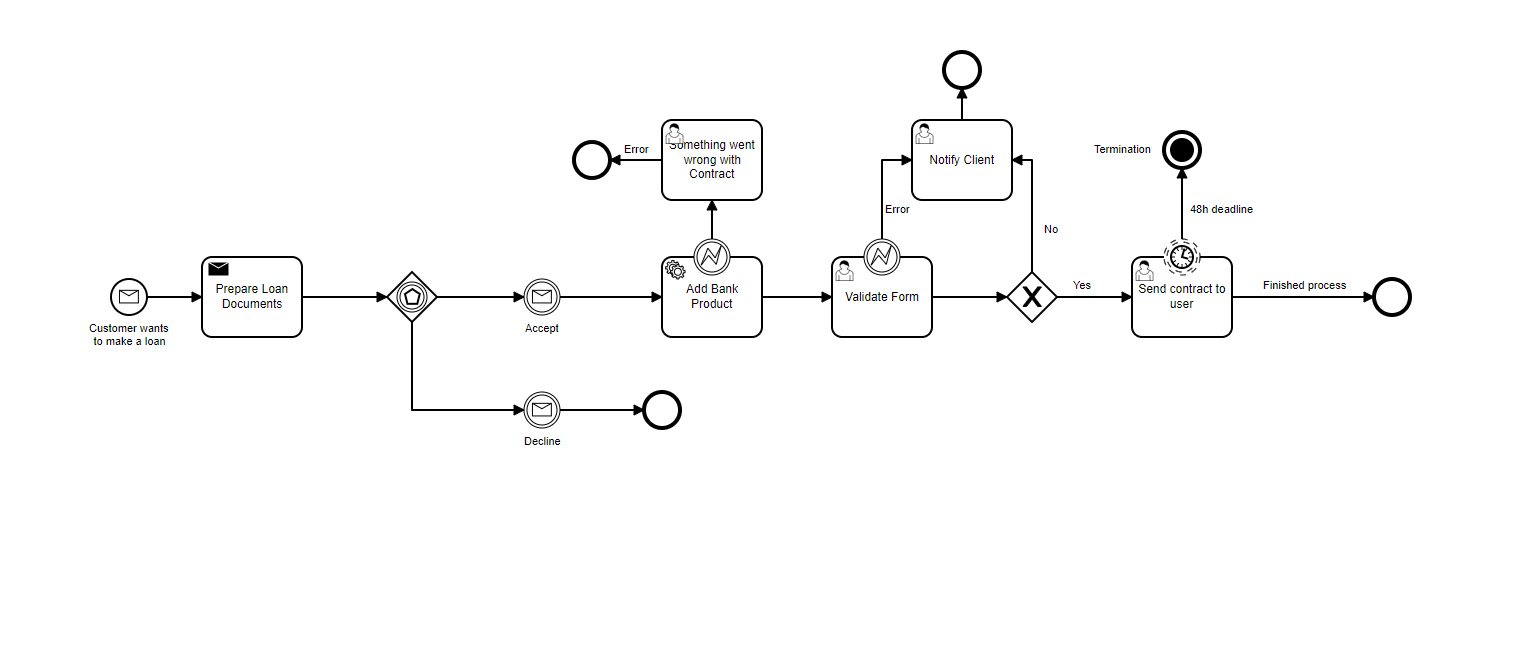 Something went
wrong with
Contract
Error
Notify Client
Termination
Error
48h deadline
No
Prepare Loan
Documents
Customer wants
to make a loan
Accept
Add Bank
Product
Validate Form
Yes
Send contract to
user
Finished process
Decline